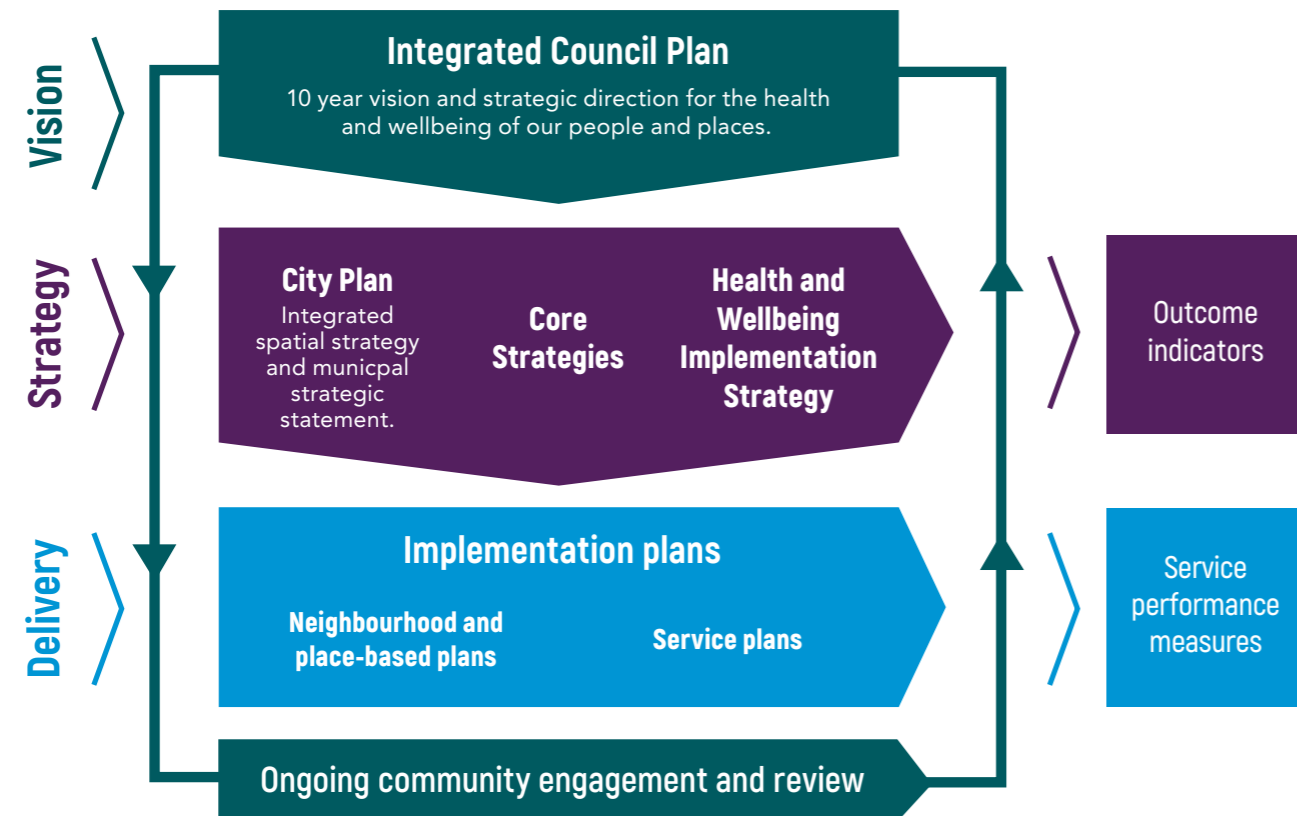 Vision
Integrated Council Plan
10 year vision and strategic direction for the health
and wellbeing of our people and places.
Strategy
City Plan
Integrated
spatial strategy
and municpal
strategic
statement.
Core
Strategies
Health and
Wellbeing
Implementation
Strategy
Outcome
indicators
Delivery
Implementation plans
Neighbourhood and
place-based plans
Service plans
Service
performance
measures
Ongoing community engagement and review